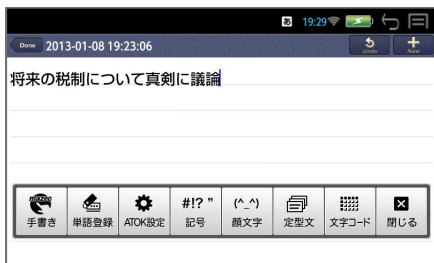 あ 19:29
Done 2013-01-08 19:23:06 Undo New
将来の税制について真剣に議論
mazec #!?” (^_^)
手書き 単語登録 ATOK設定 記号 顔文字 定型文 文字コード 閉じる